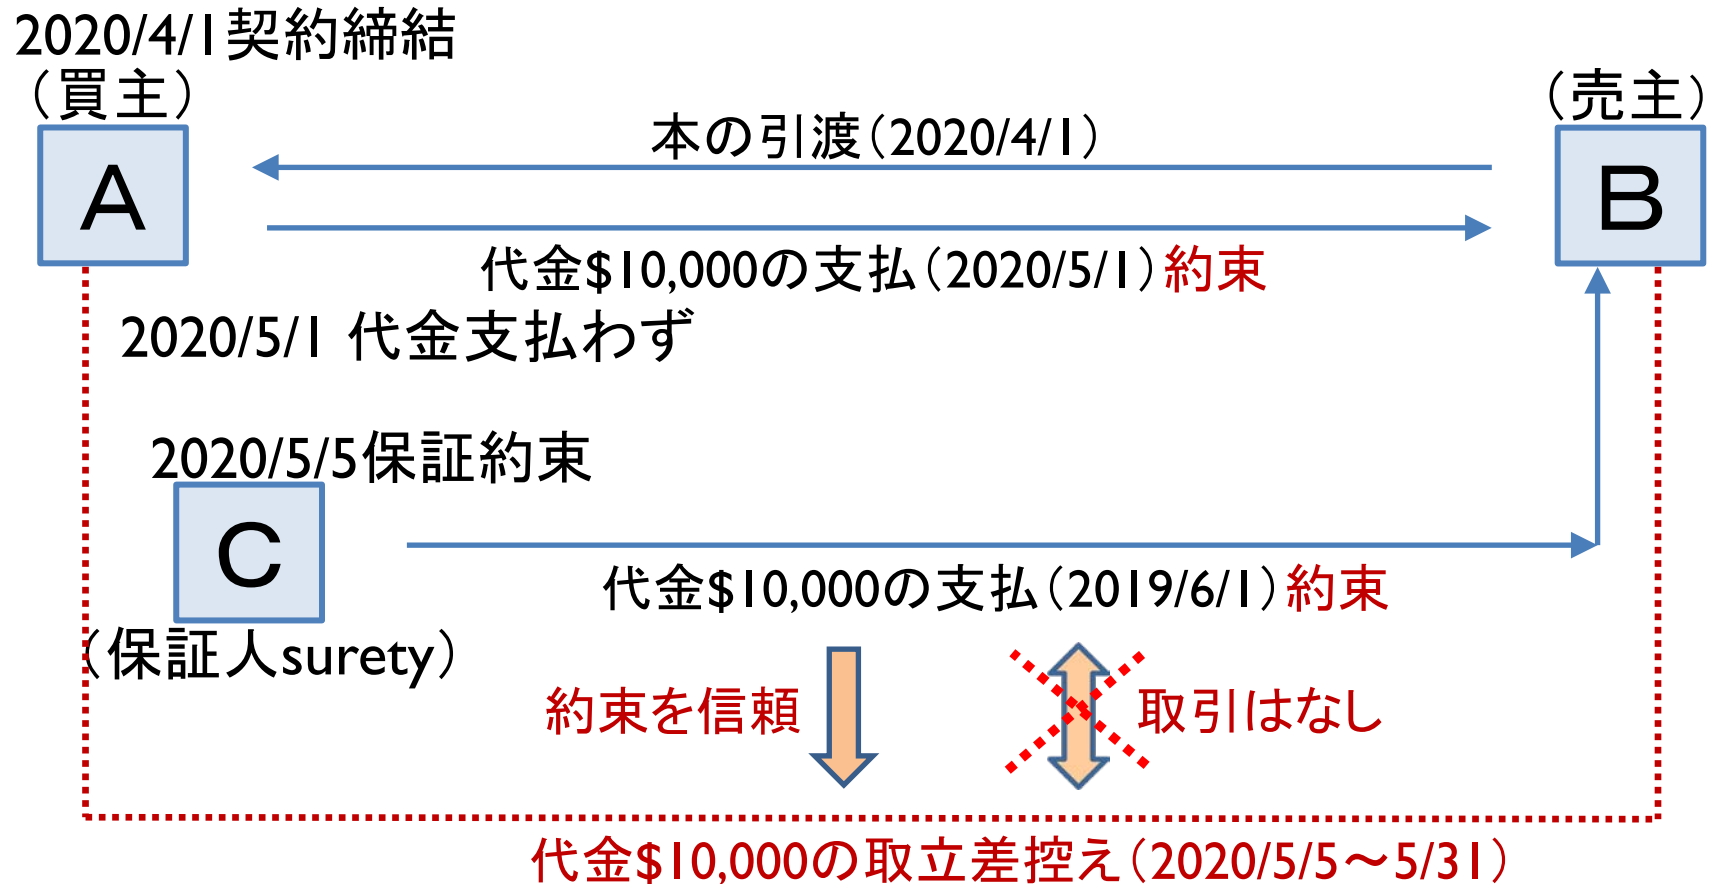 2020/4/1契約締結
（買主）
（売主）
A
B
本の引渡（2020/4/1）
代金$10,000の支払（2020/5/1）約束
2020/5/1 代金支払わず
2020/5/5保証約束
C
代金$10,000の支払（2019/6/1）約束
（保証人surety）
約束を信頼
取引はなし
代金$10,000の取立差控え（2020/5/5～5/31）